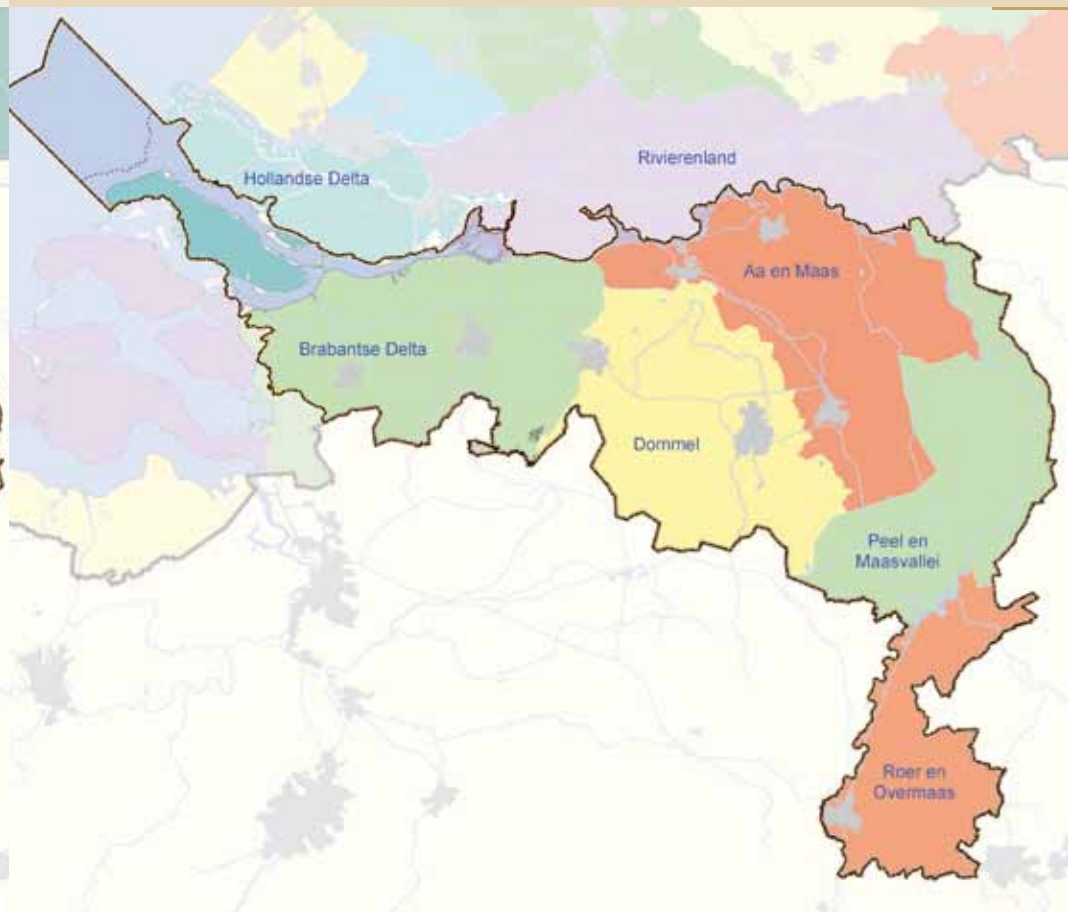 Rivierenland
Hollandse Delta
Aa en Maas
Brabantse Delta
Dommel
Peel en
Maasvallei
Roer en
Overmaas